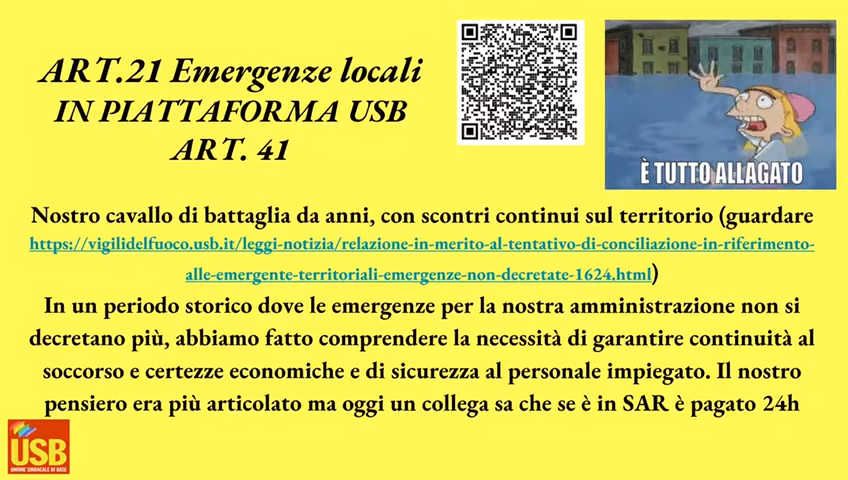 ART.21 Emergenze locali
IN PIATTAFORMA USB
ART. 41
È TUTTO ALLAGATO
Nostro cavallo di battaglia da anni, con scontri continui sul territorio (guardare
https://vigilidelfuoco.usb.it/leggi-notizia/relazione-in-merito-al-tentativo-di-conciliazione-in-riferimento-
alle-emergente-territoriali-emergenze-non-decretate-1624.html)
In un periodo storico dove le emergenze per la nostra amministrazione non si
decretano più, abbiamo fatto comprendere la necessità di garantire continuità al
soccorso e certezze economiche e di sicurezza al personale impiegato. Il nostro
pensiero era più articolato ma oggi un collega sa che se è in SAR è pagato 24h
USB
UNIONE SINDACALE DI BASE